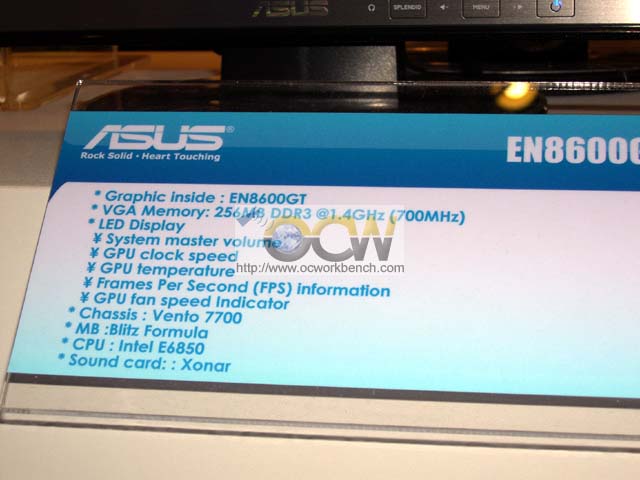 ASUS
SPLENDID
MENU
ASUS®
Rock Solid • Heart Touching
EN8600G
* Graphic inside : EN8600GT
* VGA Memory: 256MB DDR3 @1.4GHz (700MHz)
* LED Display
¥ System master volume
¥ GPU clock speed
¥ GPU temperature
¥ Frames Per Second (FPS) information
¥ GPU fan speed Indicator
* Chassis : Vento 7700
* MB :Blitz Formula
* CPU : Intel E6850
* Sound card: : Xonar
OCW
http://www.ocworkbench.com